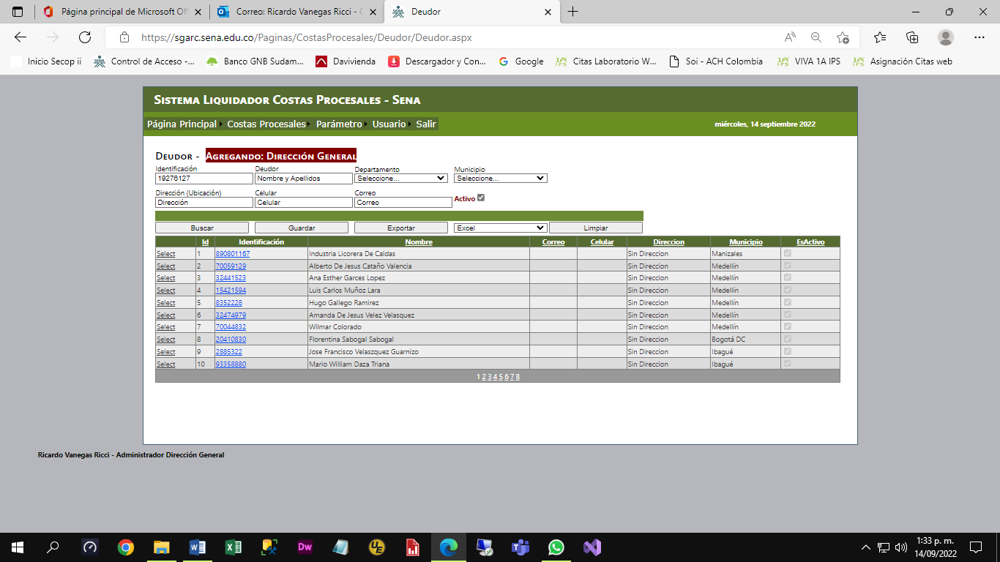 Página principal de Microsoft Of
Correo: Ricardo Vanegas Ricci -
Deudor
https://sgarc.sena.edu.co/Paginas/CostasProcesales/Deudor/Deudor.aspx
Inicio Secop ii
Control de Acceso -...
Banco GNB Sudam...
Davivienda
Descargador y Con...
Google
Citas Laboratorio W...
Soi - ACH Colombia
VIVA 1A IPS
Asignación Citas web
Sistema Liquidador Costas Procesales - Sena
Página Principal Costas Procesales Parámetro Usuario Salir miércoles, 14 septiembre 2022
Deudor - Agregando: Dirección General
Identificación Deudor Departamento Municipio
19276127 Nombre y Apellidos Seleccione... Seleccione...
Dirección (Ubicación) Celular Correo Activo
Dirección Celular Correo
Buscar Guardar Exportar Excel Limpiar
Id Identificación Nombre Correo Celular Direccion Municipio EsActivo
Select 1 890801167 Industria Licorera De Caldas Sin Direccion Manizales
Select 2 70059129 Alberto De Jesus Cataño Valencia Sin Direccion Medellín
Select 3 32441523 Ana Esther Garces Lopez Sin Direccion Medellín
Select 4 15421594 Luis Carlos Muñoz Lara Sin Direccion Medellín
Select 5 8352228 Hugo Gallego Ramirez Sin Direccion Medellín
Select 6 32474979 Amanda De Jesus Velez Velasquez Sin Direccion Medellín
Select 7 70044832 Wilmar Colorado Sin Direccion Medellín
Select 8 20410830 Florentina Sabogal Sabogal Sin Direccion Bogotá DC
Select 9 2885322 Jose Francisco Velaszquez Guarnizo Sin Direccion Ibagué
Select 10 93358880 Mario William Daza Triana Sin Direccion Ibagué
1 2 3 4 5 6 7 8
Ricardo Vanegas Ricci - Administrador Dirección General
1:33 p. m.
14/09/2022